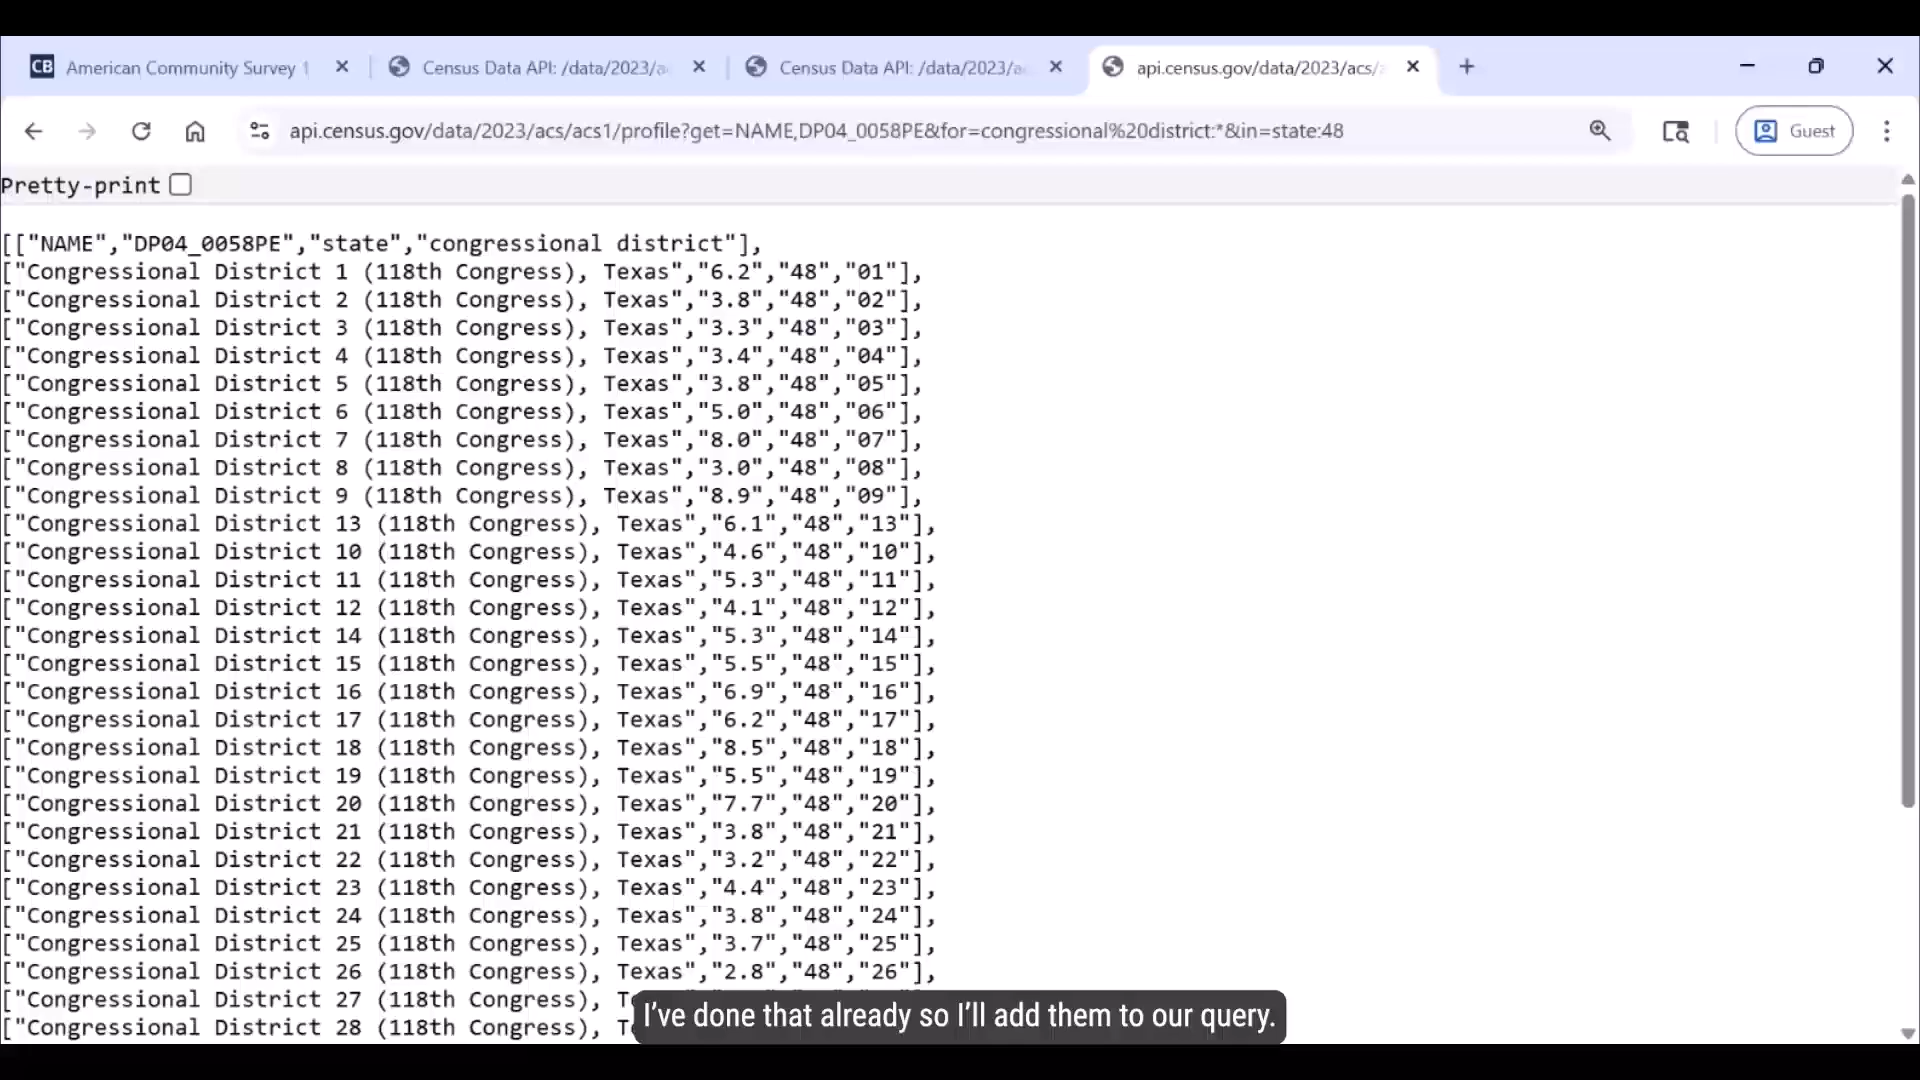 CB American Community Survey 1
Census Data API: /data/2023/a
Census Data API: /data/2023/a
api.census.gov/data/2023/acs/
api.census.gov/data/2023/acs/acs1/profile?get=NAME,DP04_0058PE&for=congressional%20district:*&in=state:48
Guest
Pretty-print
[["NAME","DP04_0058PE","state","congressional district"],
["Congressional District 1 (118th Congress), Texas","6.2","48","01"],
["Congressional District 2 (118th Congress), Texas","3.8","48","02"],
["Congressional District 3 (118th Congress), Texas","3.3","48","03"],
["Congressional District 4 (118th Congress), Texas","3.4","48","04"],
["Congressional District 5 (118th Congress), Texas","3.8","48","05"],
["Congressional District 6 (118th Congress), Texas","5.0","48","06"],
["Congressional District 7 (118th Congress), Texas","8.0","48","07"],
["Congressional District 8 (118th Congress), Texas","3.0","48","08"],
["Congressional District 9 (118th Congress), Texas","8.9","48","09"],
["Congressional District 13 (118th Congress), Texas","6.1","48","13"],
["Congressional District 10 (118th Congress), Texas","4.6","48","10"],
["Congressional District 11 (118th Congress), Texas","5.3","48","11"],
["Congressional District 12 (118th Congress), Texas","4.1","48","12"],
["Congressional District 14 (118th Congress), Texas","5.3","48","14"],
["Congressional District 15 (118th Congress), Texas","5.5","48","15"],
["Congressional District 16 (118th Congress), Texas","6.9","48","16"],
["Congressional District 17 (118th Congress), Texas","6.2","48","17"],
["Congressional District 18 (118th Congress), Texas","8.5","48","18"],
["Congressional District 19 (118th Congress), Texas","5.5","48","19"],
["Congressional District 20 (118th Congress), Texas","7.7","48","20"],
["Congressional District 21 (118th Congress), Texas","3.8","48","21"],
["Congressional District 22 (118th Congress), Texas","3.2","48","22"],
["Congressional District 23 (118th Congress), Texas","4.4","48","23"],
["Congressional District 24 (118th Congress), Texas","3.8","48","24"],
["Congressional District 25 (118th Congress), Texas","3.7","48","25"],
["Congressional District 26 (118th Congress), Texas","2.8","48","26"],
["Congressional District 27 (118th Congress),
["Congressional District 28 (118th Congress),
I've done that already so I'll add them to our query.